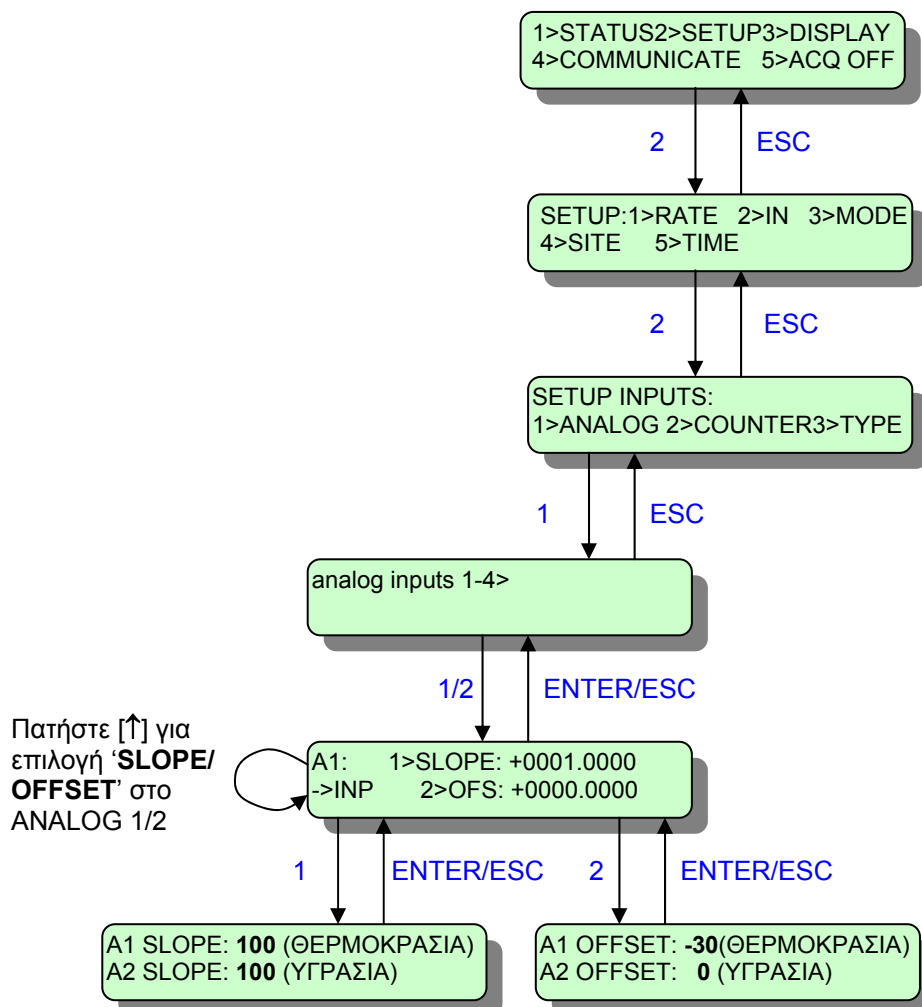 1>STATUS2>SETUP3>DISPLAY
4>COMMUNICATE 5>ACQ OFF
2
ESC
SETUP:1>RATE 2>IN 3>MODE
4>SITE 5>TIME
2
ESC
SETUP INPUTS:
1>ANALOG 2>COUNTER3>TYPE
1
ESC
analog inputs 1-4>
1/2
ENTER/ESC
Πατήστε [↑] για
επιλογή ‘SLOPE/
OFFSET’ στο
ANALOG 1/2
A1: 1>SLOPE: +0001.0000
->INP 2>OFS: +0000.0000
1
ENTER/ESC
2
ENTER/ESC
A1 SLOPE: 100 (ΘΕΡΜΟΚΡΑΣΙΑ)
A2 SLOPE: 100 (ΥΓΡΑΣΙΑ)
A1 OFFSET: -30(ΘΕΡΜΟΚΡΑΣΙΑ)
A2 OFFSET: 0 (ΥΓΡΑΣΙΑ)